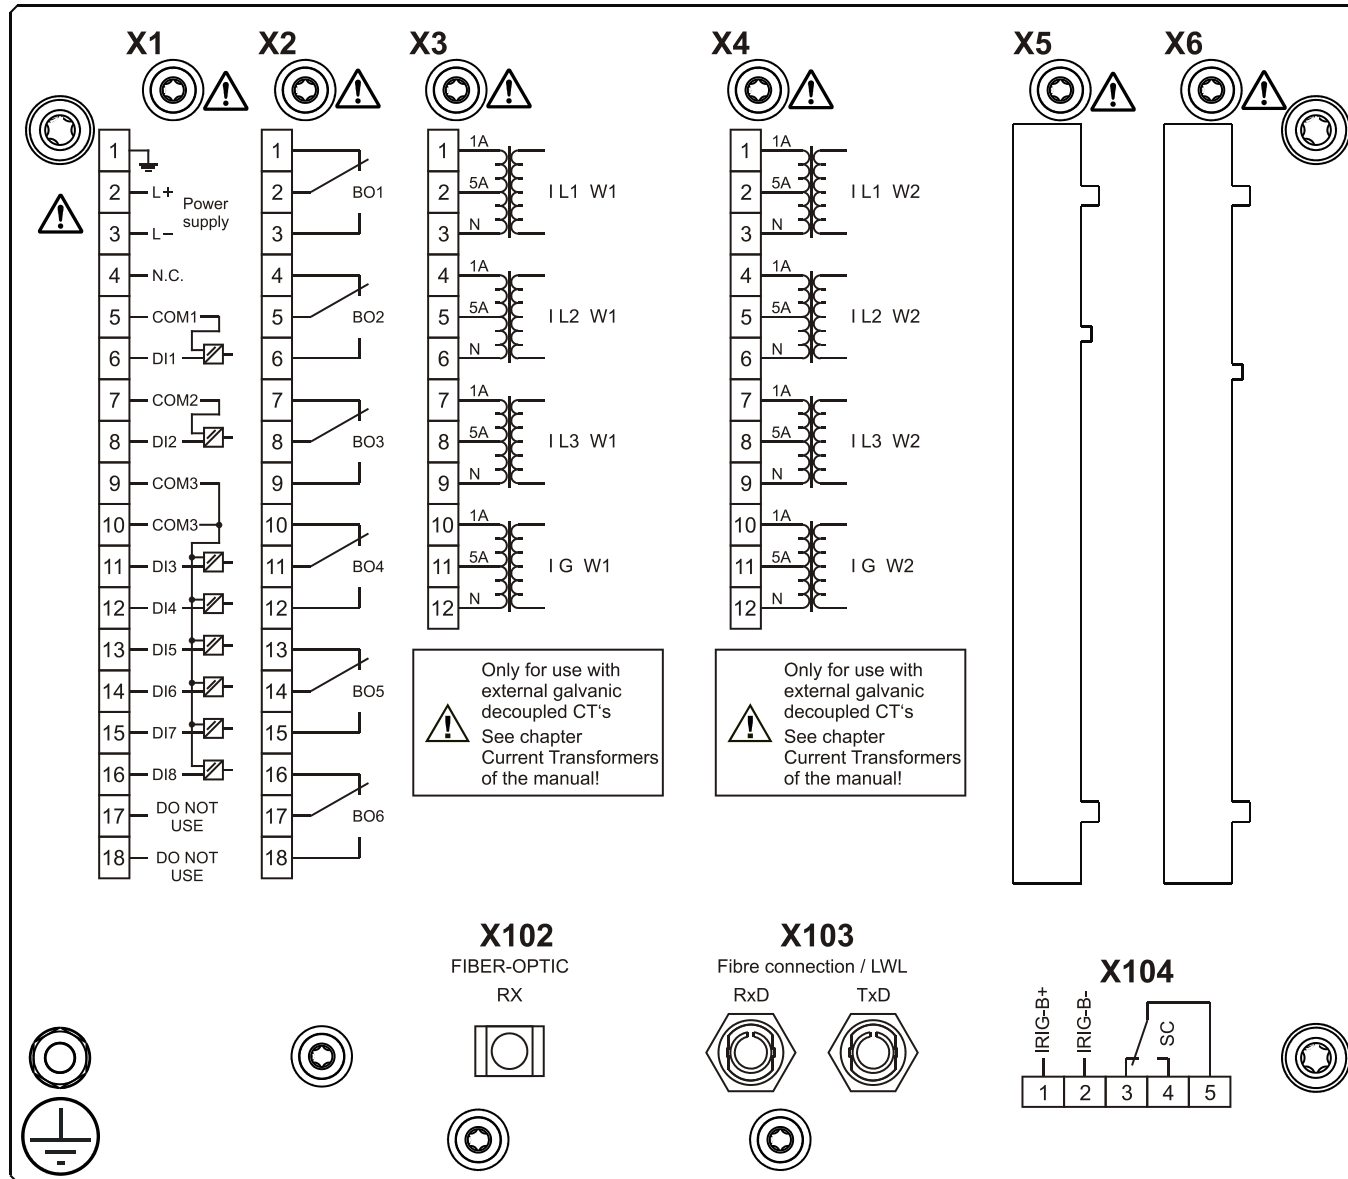 X1 X2 X3 X4 X5 X6
1
2 L+ Power supply
3 L–
4 N.C.
5 COM1
6 DI1
7 COM2
8 DI2
9 COM3
10 COM3
11 DI3
12 DI4
13 DI5
14 DI6
15 DI7
16 DI8
17 DO NOT USE
18 DO NOT USE
1
2 BO1
3
4
5 BO2
6
7
8 BO3
9
10
11 BO4
12
13
14 BO5
15
16
17 BO6
18
1 1A
2 5A I L1 W1
3 N
4 1A
5 5A I L2 W1
6 N
7 1A
8 5A I L3 W1
9 N
10 1A
11 5A I G W1
12 N
Only for use with
external galvanic
decoupled CT‘s
See chapter
Current Transformers
of the manual!
1 1A
2 5A I L1 W2
3 N
4 1A
5 5A I L2 W2
6 N
7 1A
8 5A I L3 W2
9 N
10 1A
11 5A I G W2
12 N
Only for use with
external galvanic
decoupled CT‘s
See chapter
Current Transformers
of the manual!
X102
FIBER-OPTIC
RX
X103
Fibre connection / LWL
RxD TxD
X104
IRIG-B+
IRIG-B-
SC
1 2 3 4 5